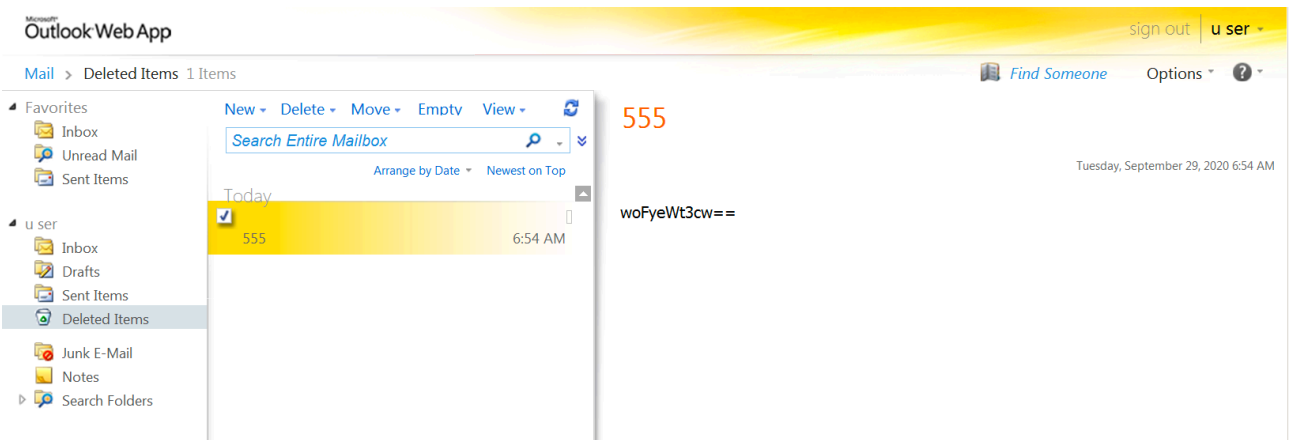 Microsoft®
Outlook Web App
sign out u ser
Mail > Deleted Items 1 Items
Find Someone Options
Favorites
Inbox
Unread Mail
Sent Items
u ser
Inbox
Drafts
Sent Items
Deleted Items
Junk E-Mail
Notes
Search Folders
New Delete Move Empty View
Search Entire Mailbox
Arrange by Date Newest on Top
Today
555
6:54 AM
555
Tuesday, September 29, 2020 6:54 AM
woFyeWt3cw==